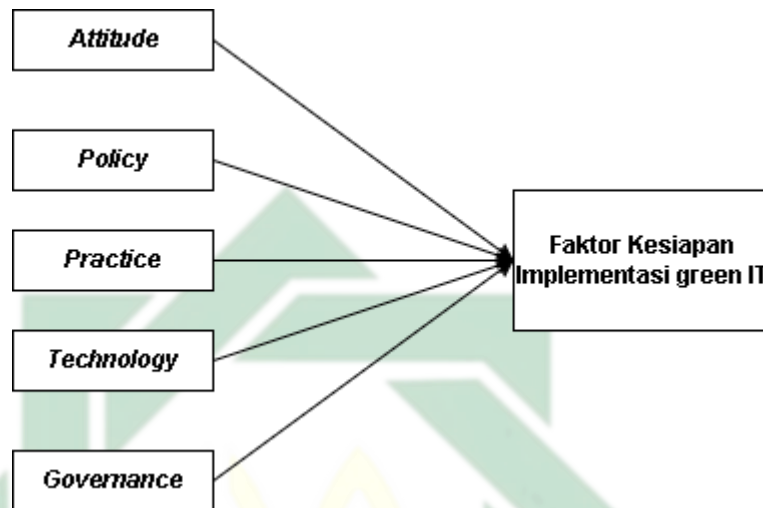 Attitude
Policy
Practice
Technology
Governance
Faktor Kesiapan
Implementasi green IT